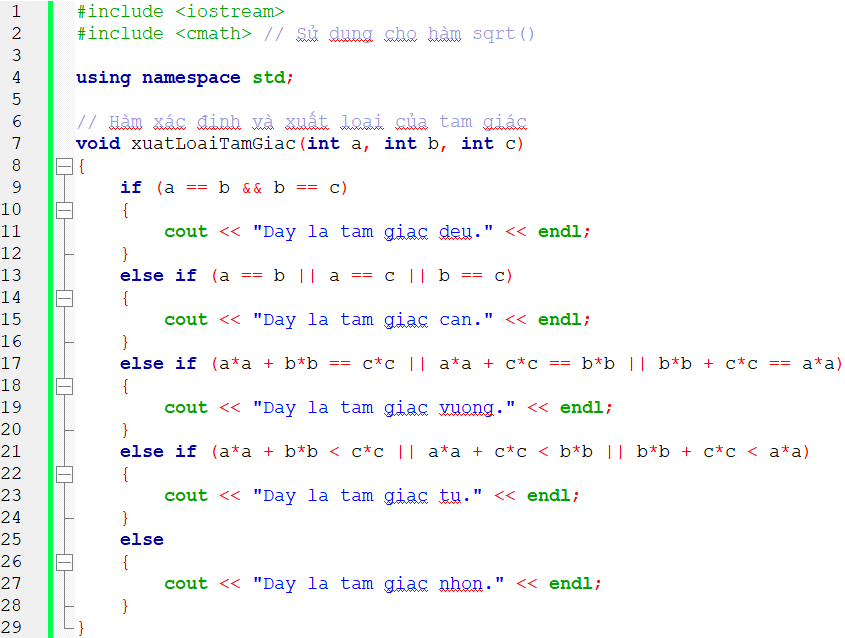 1 #include <iostream>
2 #include <cmath> // Sử dụng cho hàm sqrt()
3
4 using namespace std;
5
6 // Hàm xác định và xuất loại của tam giác
7 void xuatLoaiTamGiac(int a, int b, int c)
8 {
9 if (a == b && b == c)
10 {
11 cout << "Day la tam giac deu." << endl;
12 }
13 else if (a == b || a == c || b == c)
14 {
15 cout << "Day la tam giac can." << endl;
16 }
17 else if (a*a + b*b == c*c || a*a + c*c == b*b || b*b + c*c == a*a)
18 {
19 cout << "Day la tam giac vuong." << endl;
20 }
21 else if (a*a + b*b < c*c || a*a + c*c < b*b || b*b + c*c < a*a)
22 {
23 cout << "Day la tam giac tu." << endl;
24 }
25 else
26 {
27 cout << "Day la tam giac nhon." << endl;
28 }
29 }